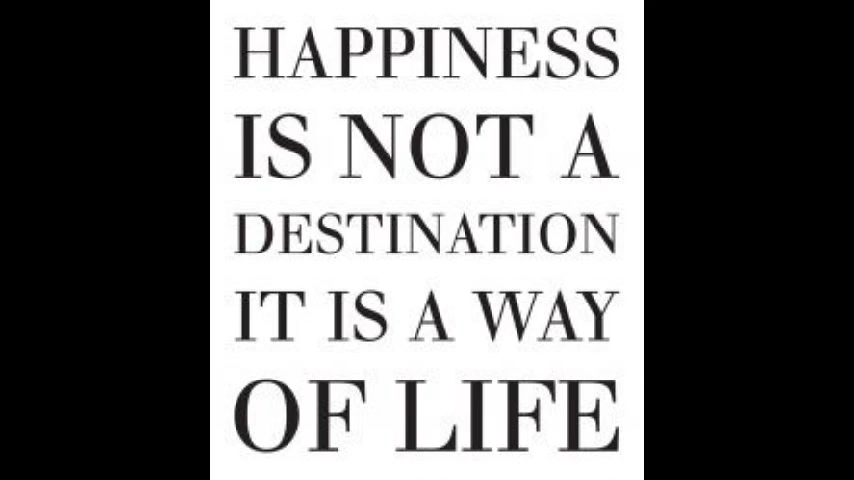 HAPPINESS
IS NOT A
DESTINATION
IT IS A WAY
OF LIFE